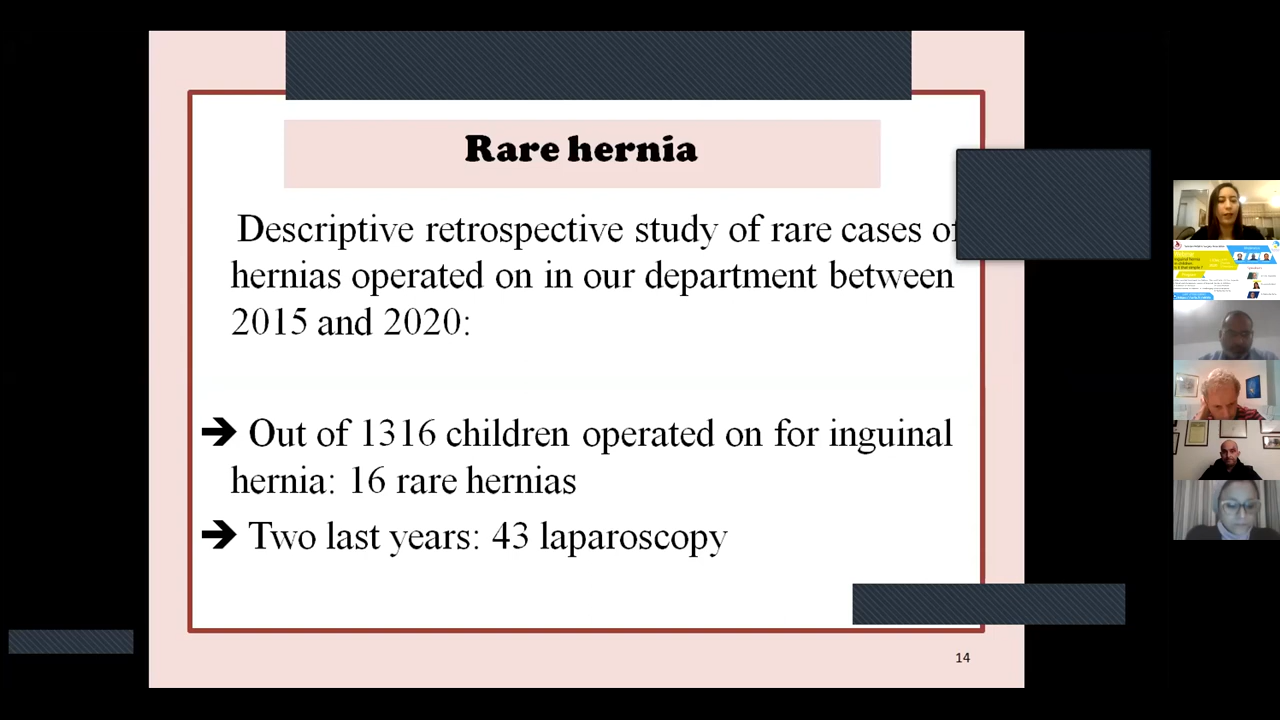 Rare hernia
Descriptive retrospective study of rare cases of
hernias operated on in our department between
2015 and 2020:
➔ Out of 1316 children operated on for inguinal
hernia: 16 rare hernias
➔ Two last years: 43 laparoscopy
14